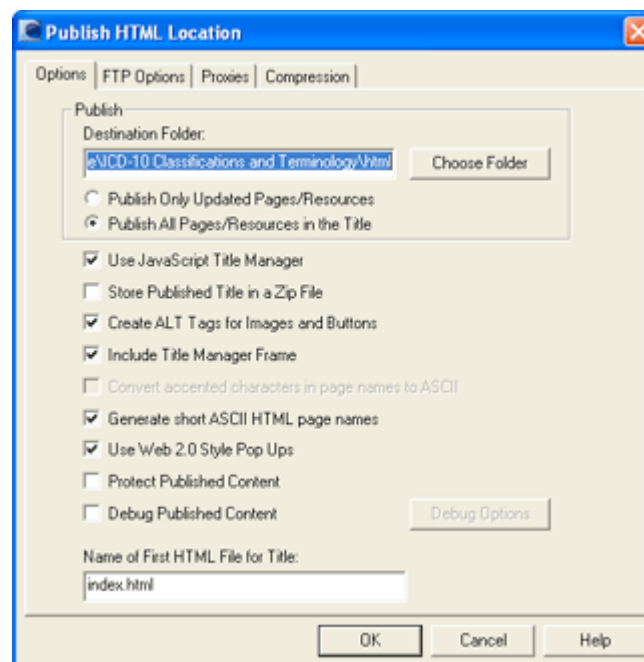 Publish HTML Location
Options FTP Options Proxies Compression
Publish
Destination Folder:
e\ICD-10 Classifications and Terminology\html Choose Folder
Publish Only Updated Pages/Resources
Publish All Pages/Resources in the Title
Use JavaScript Title Manager
Store Published Title in a Zip File
Create ALT Tags for Images and Buttons
Include Title Manager Frame
Convert accented characters in page names to ASCII
Generate short ASCII HTML page names
Use Web 2.0 Style Pop Ups
Protect Published Content
Debug Published Content Debug Options
Name of First HTML File for Title:
index.html
OK Cancel Help